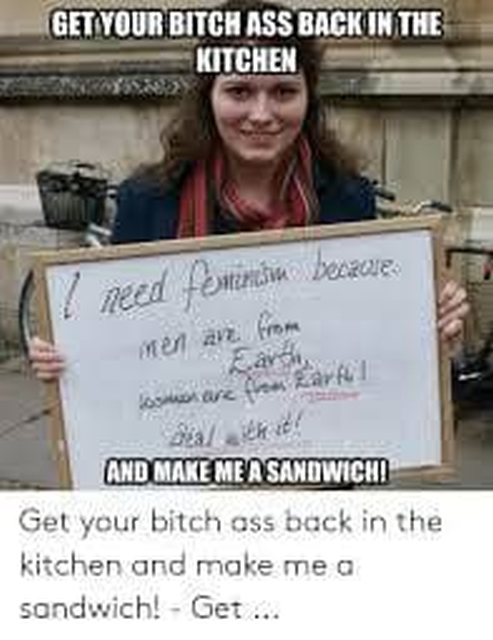 GET YOUR BITCH ASS BACK IN THE
KITCHEN
I need feminism because
men are from
Earth,
women are from Earth!
deal with it!
AND MAKE ME A SANDWICH!
Get your bitch ass back in the
kitchen and make me a
sandwich! - Get ...